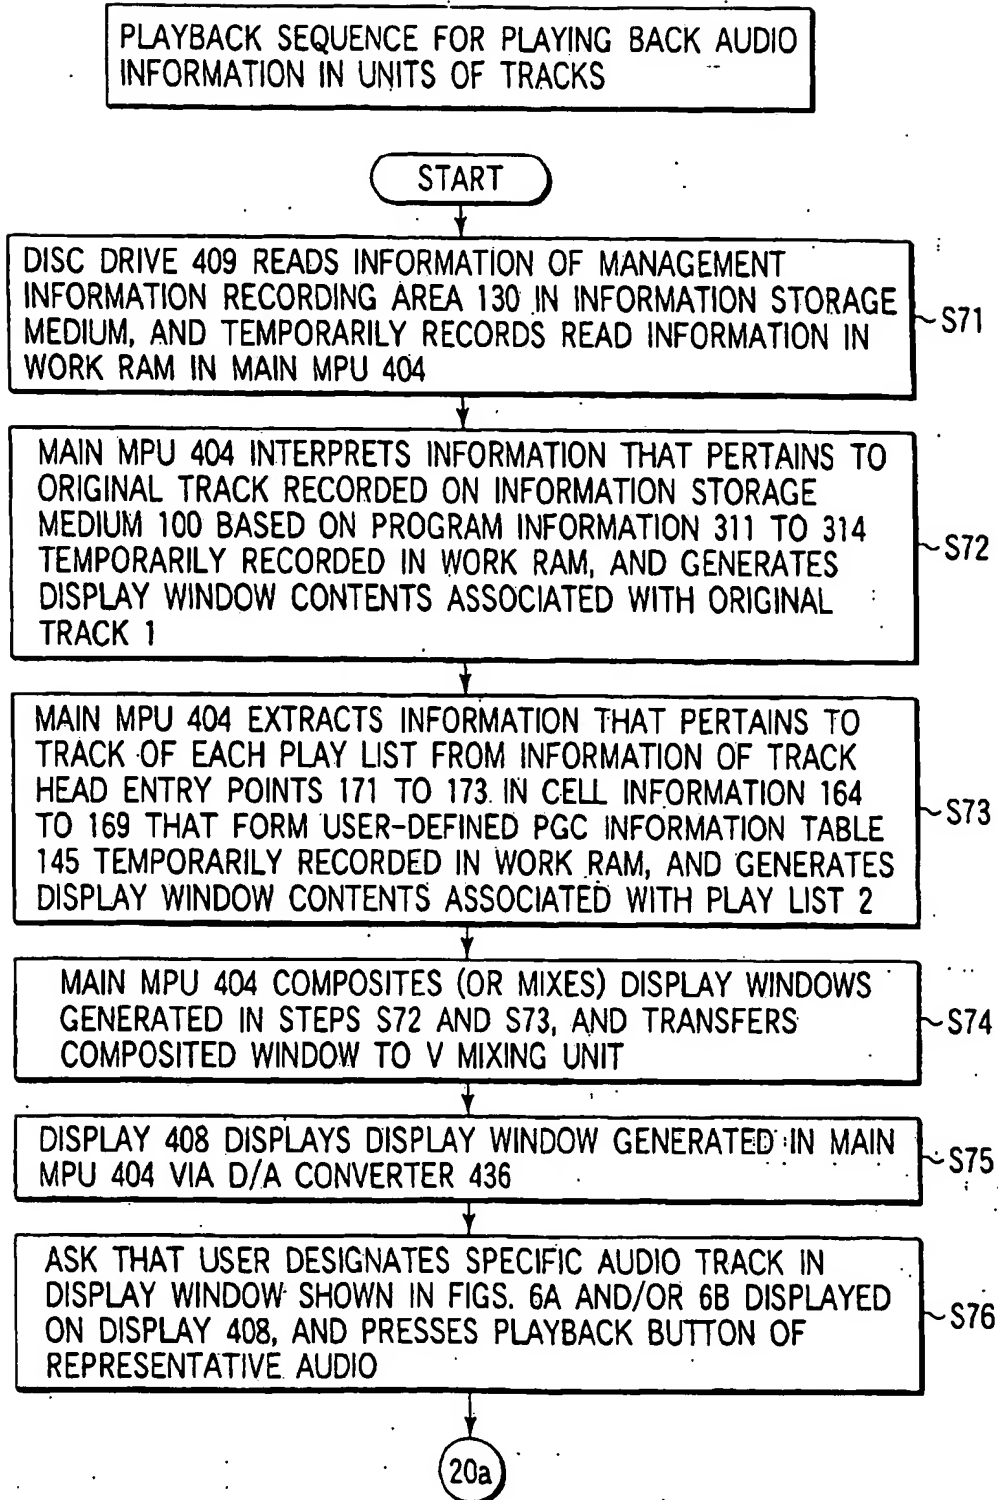 PLAYBACK SEQUENCE FOR PLAYING BACK AUDIO
INFORMATION IN UNITS OF TRACKS
START
DISC DRIVE 409 READS INFORMATION OF MANAGEMENT
INFORMATION RECORDING AREA 130 IN INFORMATION STORAGE
MEDIUM, AND TEMPORARILY RECORDS READ INFORMATION IN
WORK RAM IN MAIN MPU 404
S71
MAIN MPU 404 INTERPRETS INFORMATION THAT PERTAINS TO
ORIGINAL TRACK RECORDED ON INFORMATION STORAGE
MEDIUM 100 BASED ON PROGRAM INFORMATION 311 TO 314
TEMPORARILY RECORDED IN WORK RAM, AND GENERATES
DISPLAY WINDOW CONTENTS ASSOCIATED WITH ORIGINAL
TRACK 1
S72
MAIN MPU 404 EXTRACTS INFORMATION THAT PERTAINS TO
TRACK OF EACH PLAY LIST FROM INFORMATION OF TRACK
HEAD ENTRY POINTS 171 TO 173 IN CELL INFORMATION 164
TO 169 THAT FORM USER-DEFINED PGC INFORMATION TABLE
145 TEMPORARILY RECORDED IN WORK RAM, AND GENERATES
DISPLAY WINDOW CONTENTS ASSOCIATED WITH PLAY LIST 2
S73
MAIN MPU 404 COMPOSITES (OR MIXES) DISPLAY WINDOWS
GENERATED IN STEPS S72 AND S73, AND TRANSFERS
COMPOSITED WINDOW TO V MIXING UNIT
S74
DISPLAY 408 DISPLAYS DISPLAY WINDOW GENERATED IN MAIN
MPU 404 VIA D/A CONVERTER 436
S75
ASK THAT USER DESIGNATES SPECIFIC AUDIO TRACK IN
DISPLAY WINDOW SHOWN IN FIGS. 6A AND/OR 6B DISPLAYED
ON DISPLAY 408, AND PRESSES PLAYBACK BUTTON OF
REPRESENTATIVE AUDIO
S76
20a